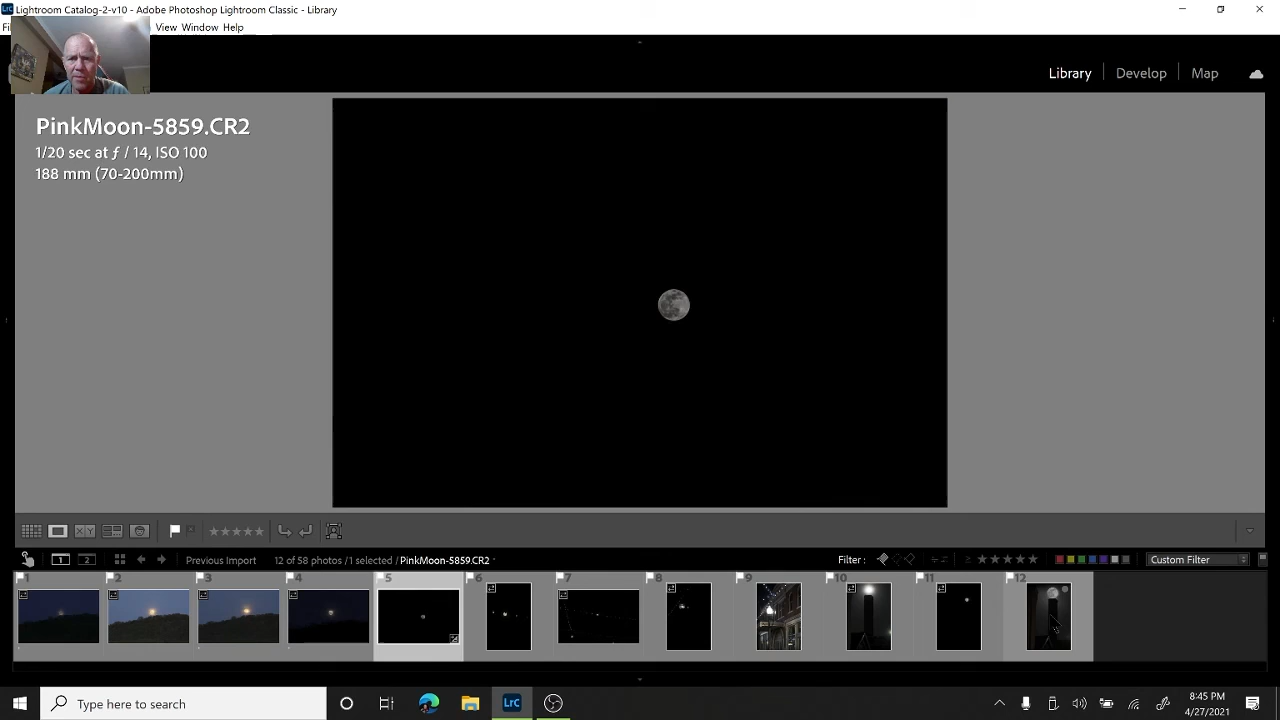 LrC Lightroom Catalog-2-v10 - Adobe Photoshop Lightroom Classic - Library
View Window Help
Library Develop Map
PinkMoon-5859.CR2
1/20 sec at ƒ / 14, ISO 100
188 mm (70-200mm)
1 2 Previous Import 12 of 58 photos / 1 selected / PinkMoon-5859.CR2 Filter: Custom Filter
1 2 3 4 5 6 7 8 9 10 11 12
Type here to search
LrC
8:45 PM
4/27/2021